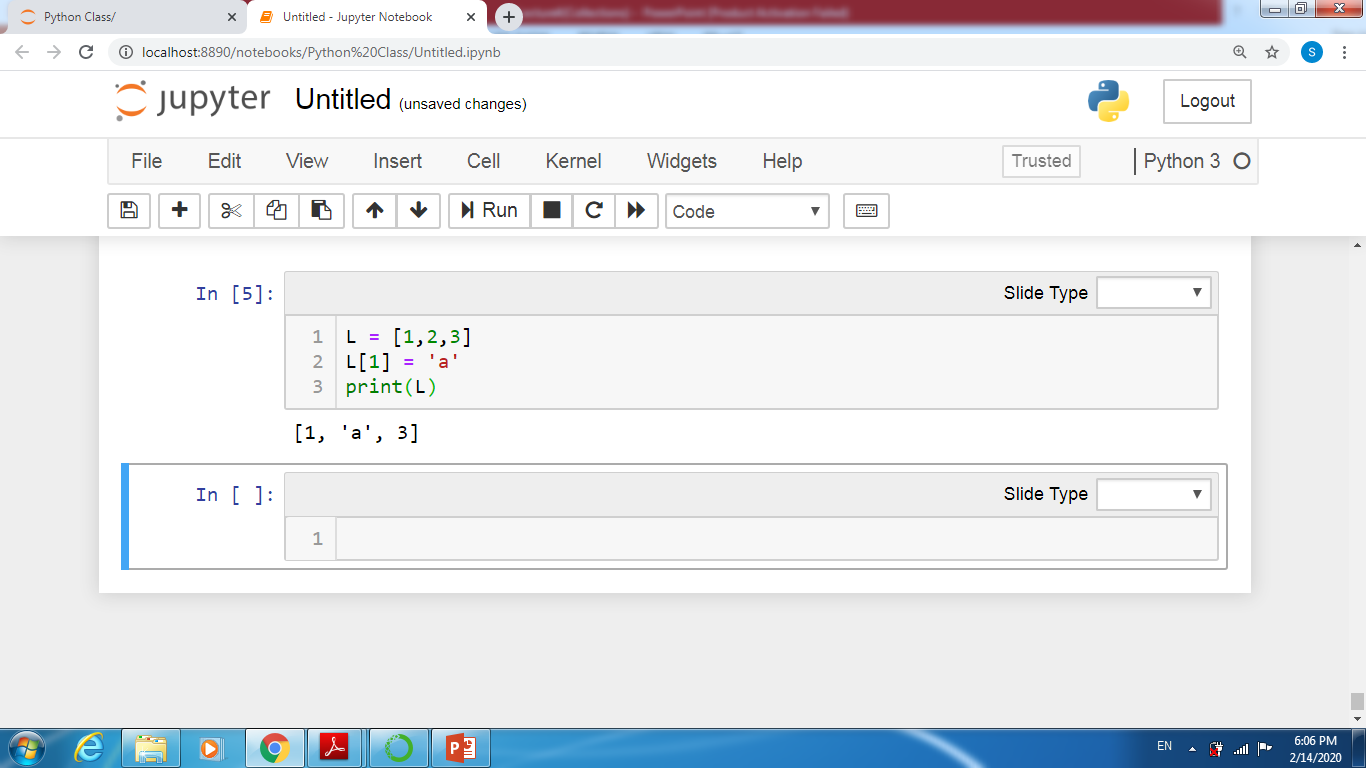 Python Class/
Untitled - Jupyter Notebook
localhost:8890/notebooks/Python%20Class/Untitled.ipynb
S
jupyter Untitled (unsaved changes)
Logout
File Edit View Insert Cell Kernel Widgets Help Trusted Python 3
Run Code
In [5]:
Slide Type
1 L = [1,2,3]
2 L[1] = 'a'
3 print(L)
[1, 'a', 3]
In [ ]:
Slide Type
1
EN
6:06 PM
2/14/2020